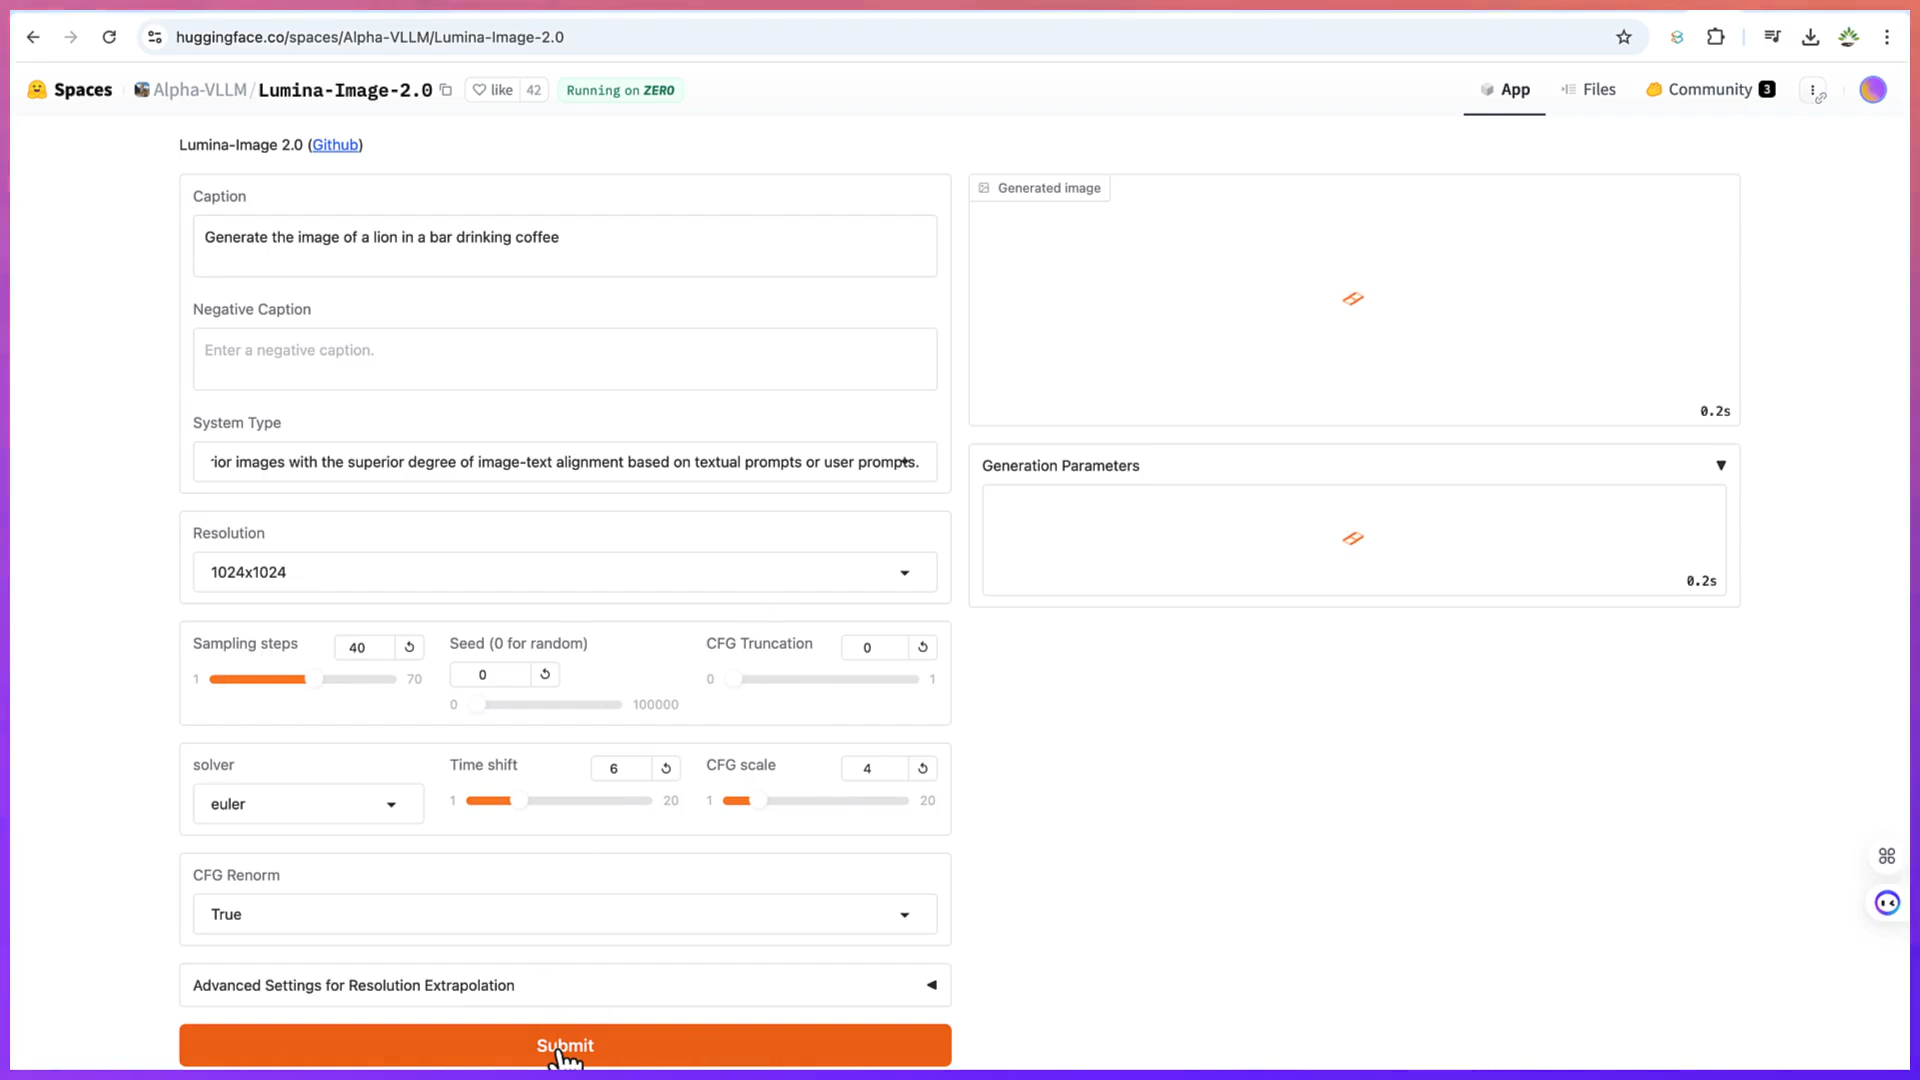 huggingface.co/spaces/Alpha-VLLM/Lumina-Image-2.0
Spaces Alpha-VLLM / Lumina-Image-2.0 like 42 Running on ZERO App Files Community 3
Lumina-Image 2.0 (Github)
Caption
Generate the image of a lion in a bar drinking coffee
Negative Caption
Enter a negative caption.
System Type
rior images with the superior degree of image-text alignment based on textual prompts or user prompts.
Resolution
1024x1024
Sampling steps 40
1 70
Seed (0 for random)
0
0 100000
CFG Truncation 0
0 1
solver
euler
Time shift 6
1 20
CFG scale 4
1 20
CFG Renorm
True
Advanced Settings for Resolution Extrapolation
Submit
Generated image
0.2s
Generation Parameters
0.2s